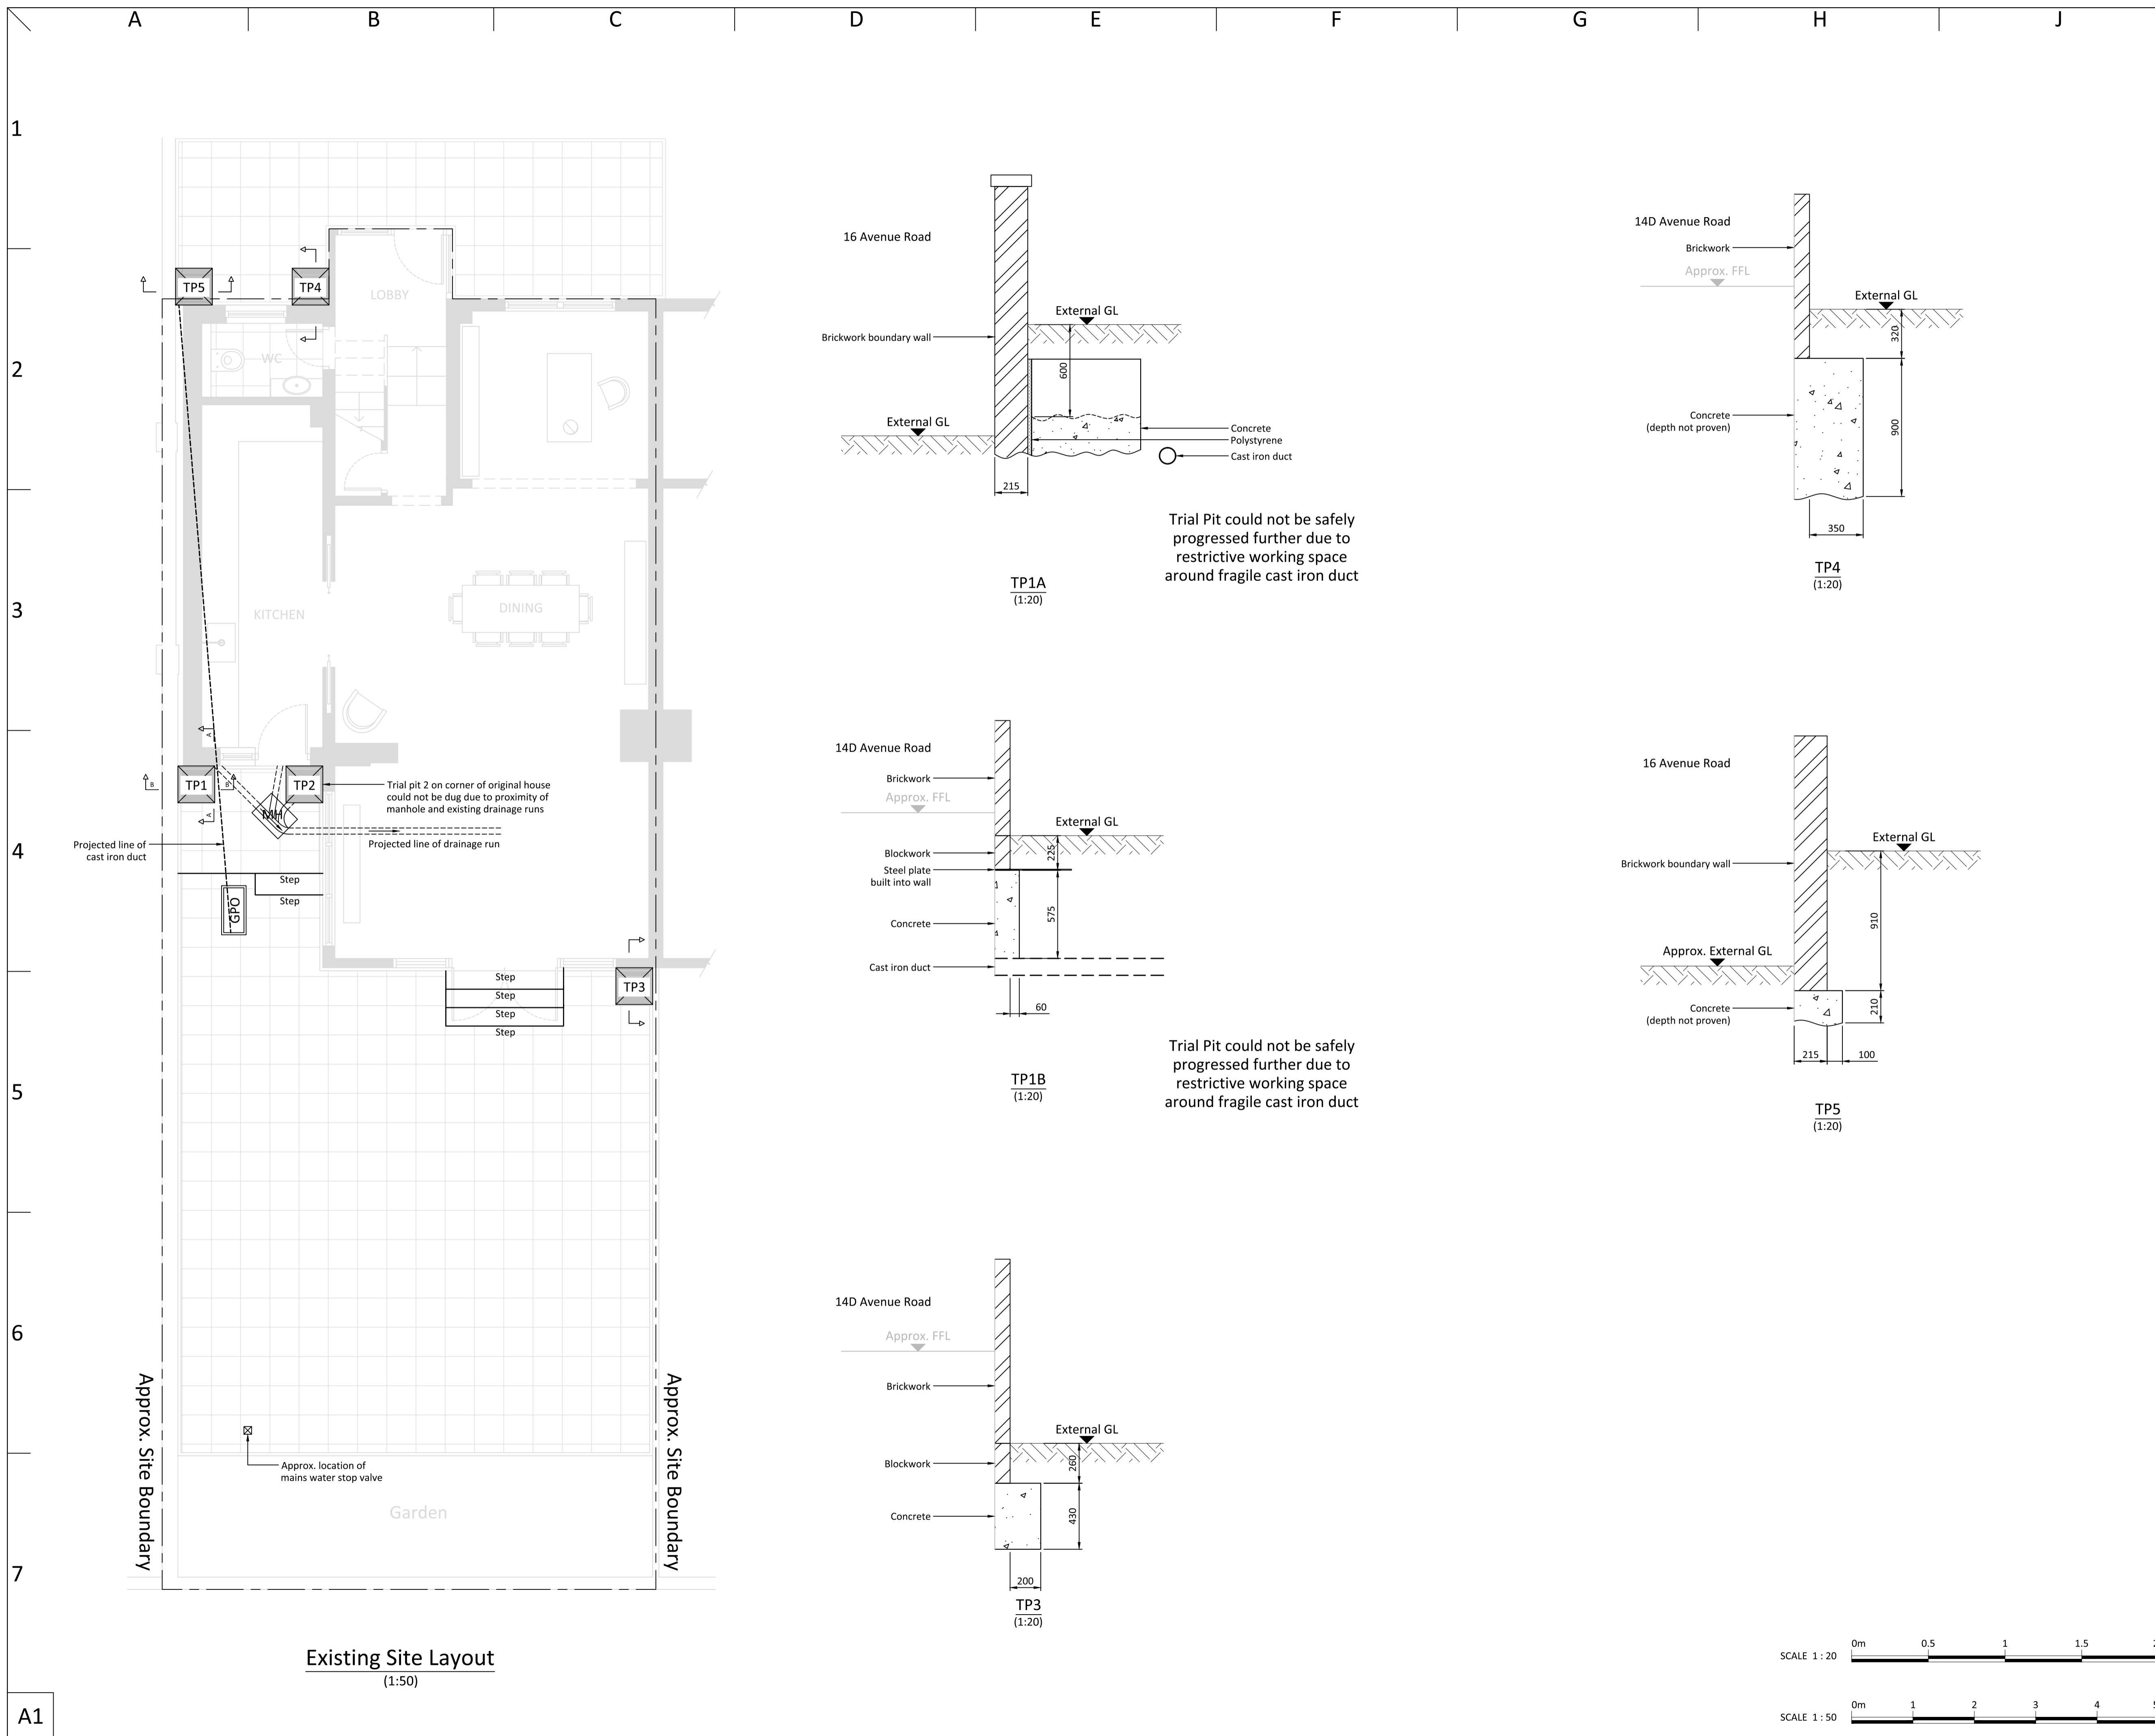 A B C D E F G H J
1
2
3
4
5
6
7
A1
TP5
TP4
LOBBY
WC
KITCHEN
DINING
A
B
TP1
B
TP2
A
MH
Trial pit 2 on corner of original house
could not be dug due to proximity of
manhole and existing drainage runs
Projected line of
cast iron duct
Projected line of drainage run
Step
Step
GPO
Step
Step
Step
Step
TP3
Approx. Site Boundary
Approx. Site Boundary
Approx. location of
mains water stop valve
Garden
Existing Site Layout
(1:50)
16 Avenue Road
External GL
Brickwork boundary wall
600
External GL
Concrete
Polystyrene
Cast iron duct
215
Trial Pit could not be safely
progressed further due to
restrictive working space
around fragile cast iron duct
TP1A
(1:20)
14D Avenue Road
Brickwork
Approx. FFL
External GL
Blockwork
225
Steel plate
built into wall
575
Concrete
Cast iron duct
60
Trial Pit could not be safely
progressed further due to
restrictive working space
around fragile cast iron duct
TP1B
(1:20)
14D Avenue Road
Approx. FFL
Brickwork
External GL
Blockwork
260
Concrete
430
200
TP3
(1:20)
14D Avenue Road
Brickwork
Approx. FFL
External GL
320
Concrete
(depth not proven)
900
350
TP4
(1:20)
16 Avenue Road
External GL
Brickwork boundary wall
910
Approx. External GL
Concrete
(depth not proven)
210
215 100
TP5
(1:20)
SCALE 1 : 20
0m 0.5 1 1.5
SCALE 1 : 50
0m 1 2 3 4